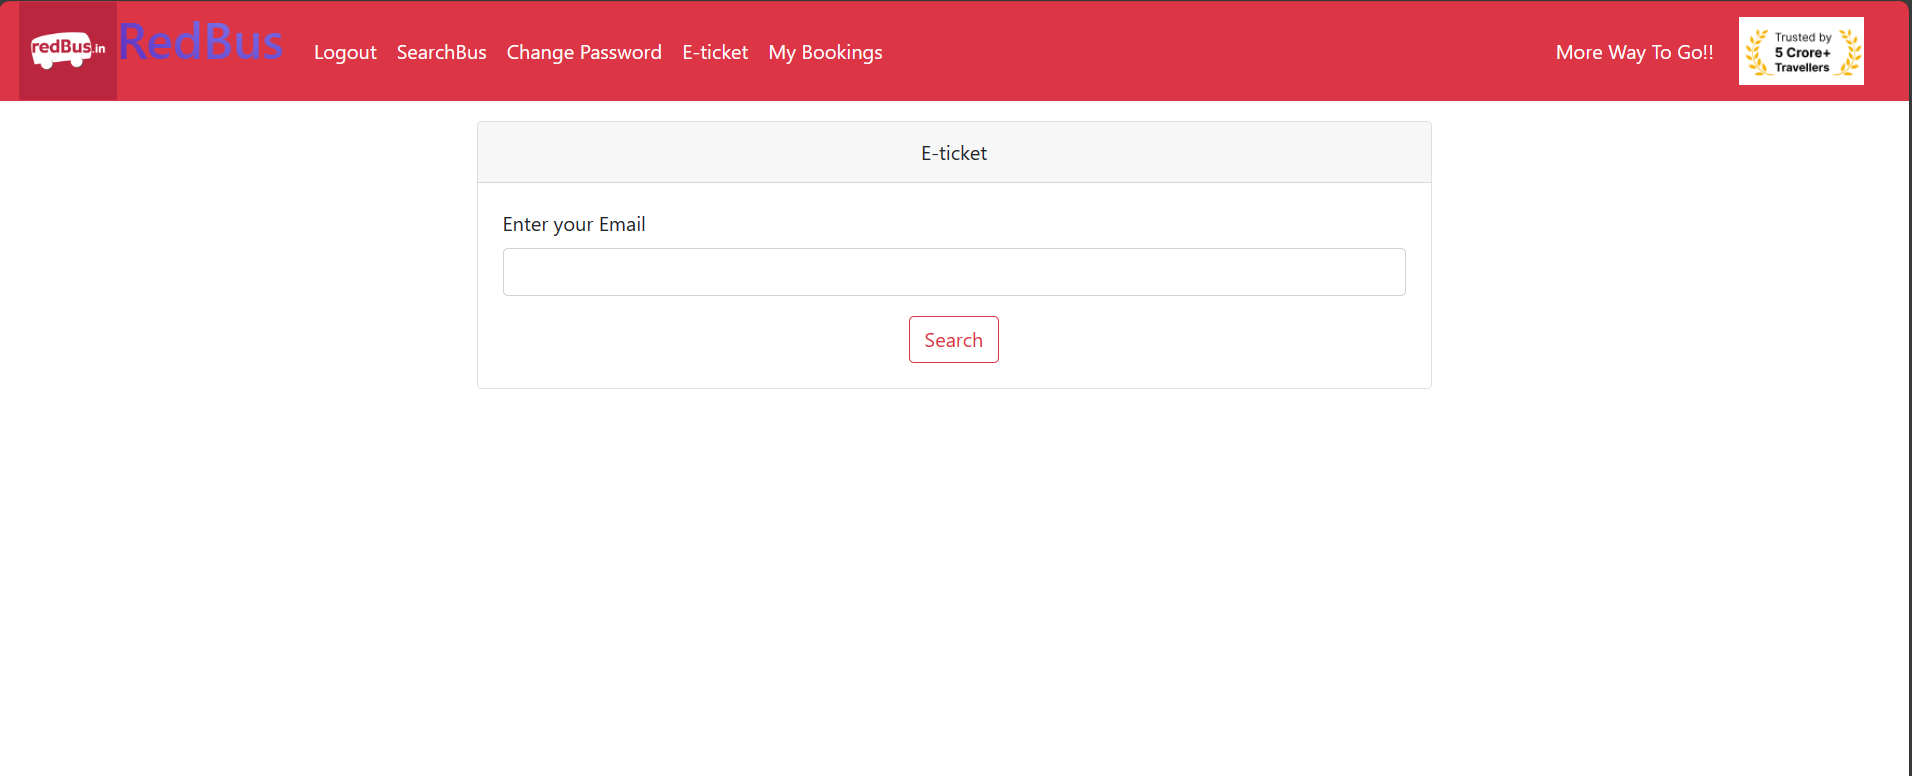 redBus.in
RedBus
Logout
SearchBus
Change Password
E-ticket
My Bookings
More Way To Go!!
Trusted by
5 Crore+
Travellers
E-ticket
Enter your Email
Search